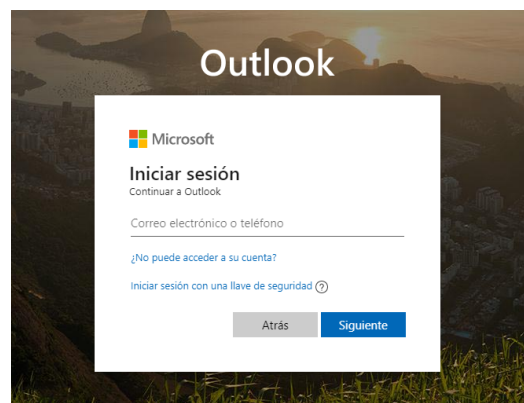 Outlook
Microsoft
Iniciar sesión
Continuar a Outlook
Correo electrónico o teléfono
¿No puede acceder a su cuenta?
Iniciar sesión con una llave de seguridad ?
Atrás
Siguiente